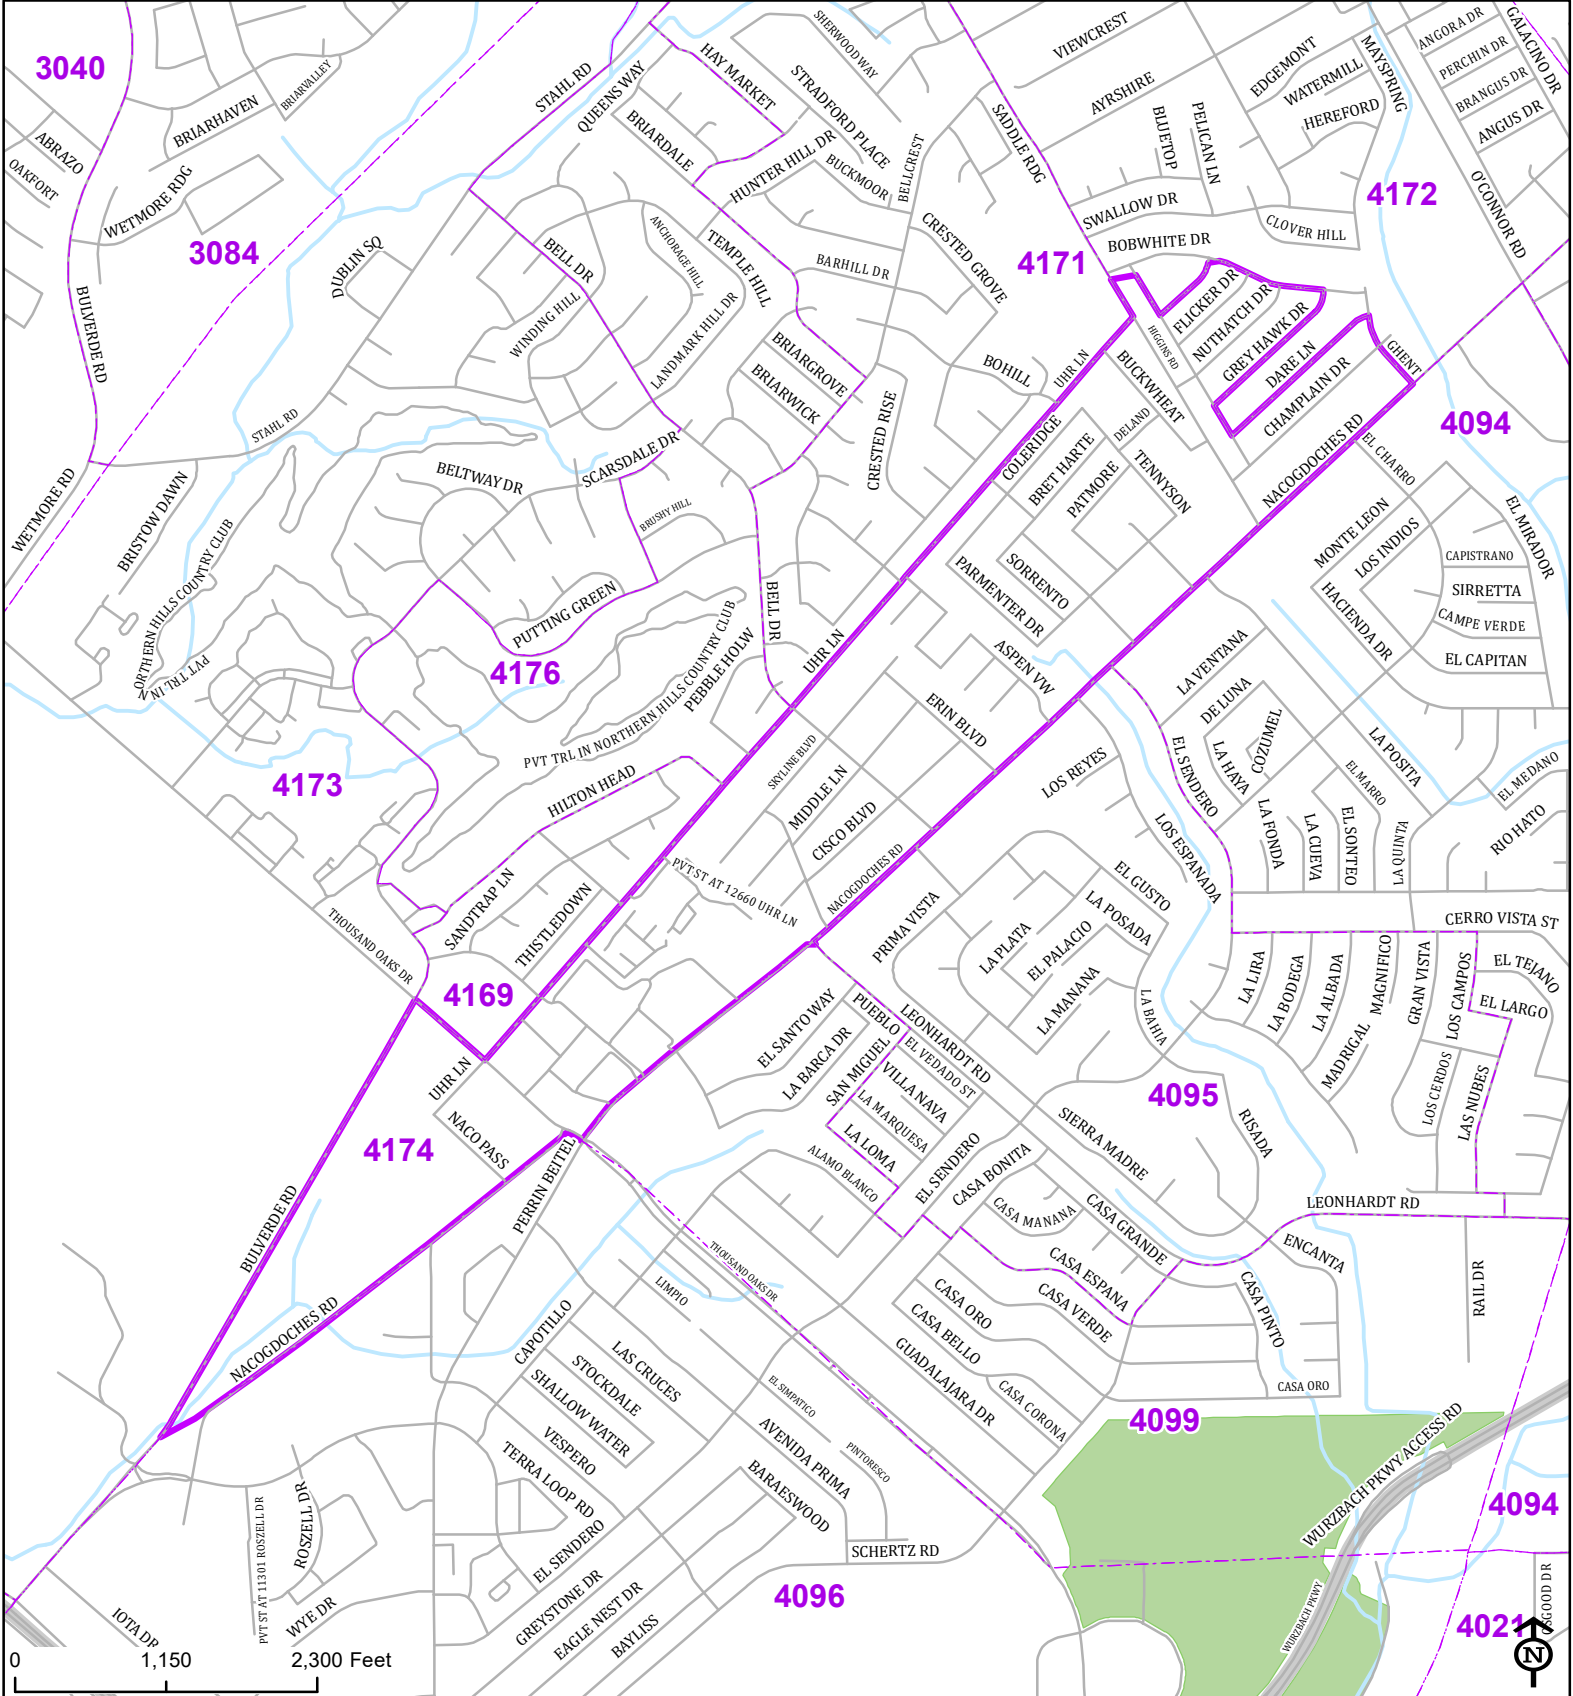 3040
3084
4171
4172
4094
4176
4173
4169
4174
4095
4099
4096
4094
4021
SHERWOOD WAY
VIEWCREST
ANGORA DR
GALACINO DR
HAY MARKET
STAHL RD
QUEENS WAY
STRADFORD PLACE
EDGEMONT
MAYSPRING
PERCHIN DR
WATERMILL
BRANGUS DR
AYRSHIRE
HEREFORD
ANGUS DR
BRIARVALLEY
BRIARHAVEN
BRIARDALE
SADDLE RDG
BLUETOP
PELICAN LN
ABRAZO
OAKFORT
WETMORE RDG
HUNTER HILL DR
BUCKMOOR
BELLCREST
SWALLOW DR
CLOVER HILL
O'CONNOR RD
BOBWHITE DR
DUBLIN SQ
BELL DR
ANCHORAGE HILL
TEMPLE HILL
BARHILL DR
CRESTED GROVE
BULVERDE RD
WINDING HILL
LANDMARK HILL DR
FLICKER DR
NUTHATCH DR
GREY HAWK DR
HIGGINS RD
DARE LN
GHENT
BRIARGROVE
BRIARWICK
BOHILL
UHR LN
BUCKWHEAT
CHAMPLAIN DR
STAHL RD
SCARSDALE DR
CRESTED RISE
COLERIDGE
BRET HARTE
DELAND
PATMORE
TENNYSON
NACOGDOCHES RD
EL CHARRO
WETMORE RD
BRISTOW DAWN
BELTWAY DR
BRUSHY HILL
MONTE LEON
LOS INDIOS
EL MIRADOR
CAPISTRANO
SIRRETTA
CAMPE VERDE
EL CAPITAN
HACIENDA DR
SORRENTO
PARMENTER DR
PUTTING GREEN
PVT TRL IN NORTHERN HILLS COUNTRY CLUB
BELL DR
PEBBLE HOLW
UHR LN
ASPEN VW
LA VENTANA
DE LUNA
PVT TRL IN NORTHERN HILLS COUNTRY CLUB
ERIN BLVD
COZUMEL
LA HAYA
EL SENDERO
LA POSITA
EL MARRO
EL MEDANO
SKYLINE BLVD
LOS REYES
HILTON HEAD
MIDDLE LN
CISCO BLVD
LOS ESPANADA
LA FONDA
LA CUEVA
EL SONTEO
LA QUINTA
RIO HATO
NACOGDOCHES RD
PVT ST AT 12660 UHR LN
EL GUSTO
SANDTRAP LN
THISTLEDOWN
THOUSAND OAKS DR
PRIMA VISTA
LA POSADA
LA PLATA
EL PALACIO
LA MANANA
CERRO VISTA ST
LA LIRA
LA BODEGA
LA ALBADA
MAGNIFICO
MADRIGAL
GRAN VISTA
LOS CAMPOS
EL TEJANO
EL LARGO
LA BAHIA
EL SANTO WAY
PUEBLO
LEONHARDT RD
LA BARCA DR
SAN MIGUEL
EL VEDADO ST
VILLA NAVA
LA MARQUESA
LA LOMA
LOS CERDOS
LAS NUBES
UHR LN
NACO PASS
ALAMO BLANCO
EL SENDERO
CASA BONITA
SIERRA MADRE
RISADA
PERRIN BEITEL
CASA MANANA
CASA GRANDE
LEONHARDT RD
BULVERDE RD
THOUSAND OAKS DR
ENCANTA
LIMPIO
CASA ESPANA
CASA VERDE
CASA PINTO
CASA ORO
CASA BELLO
RAIL DR
NACOGDOCHES RD
CAPOTILLO
LAS CRUCES
STOCKDALE
SHALLOW WATER
GUADALAJARA DR
CASA CORONA
CASA ORO
EL SIMPATICO
VESPERO
AVENIDA PRIMA
PINTORESCO
TERRA LOOP RD
BARAESWOOD
WURZBACH PKWY ACCESS RD
ROSZELL DR
PVT ST AT 11301 ROSZELL DR
EL SENDERO
SCHERTZ RD
GREYSTONE DR
EAGLE NEST DR
BAYLISS
IOTA DR
WYE DR
WURZBACH PKWY
OSGOOD DR
0 1,150 2,300 Feet
N